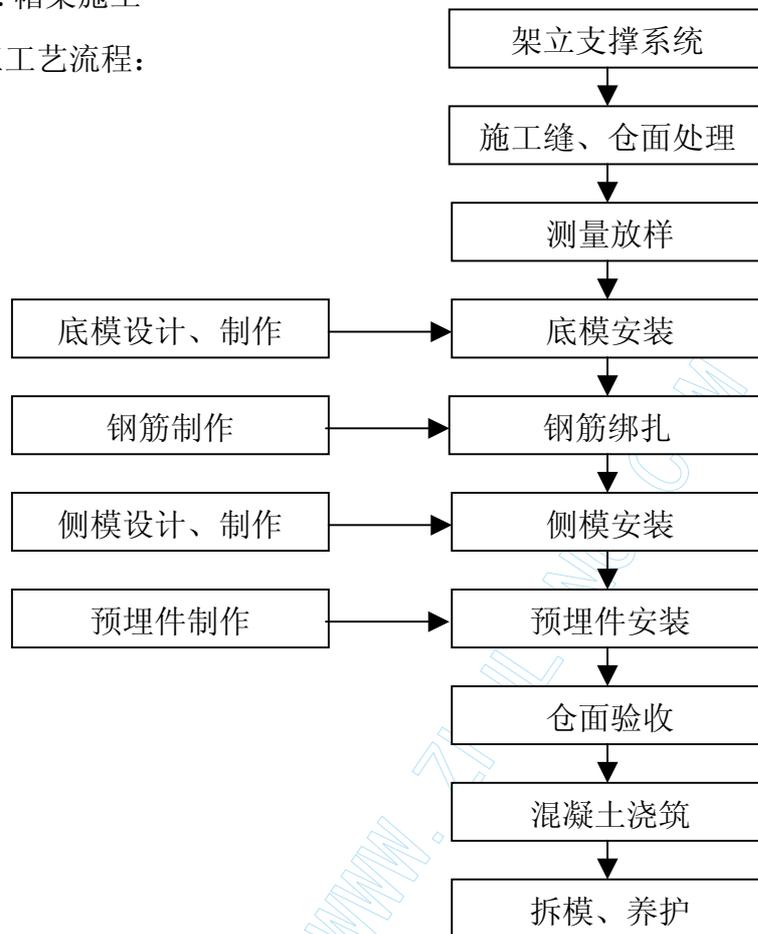 箱梁施工
工艺流程：
架立支撑系统
施工缝、仓面处理
测量放样
底模设计、制作
底模安装
钢筋制作
钢筋绑扎
侧模设计、制作
侧模安装
预埋件制作
预埋件安装
仓面验收
混凝土浇筑
拆模、养护